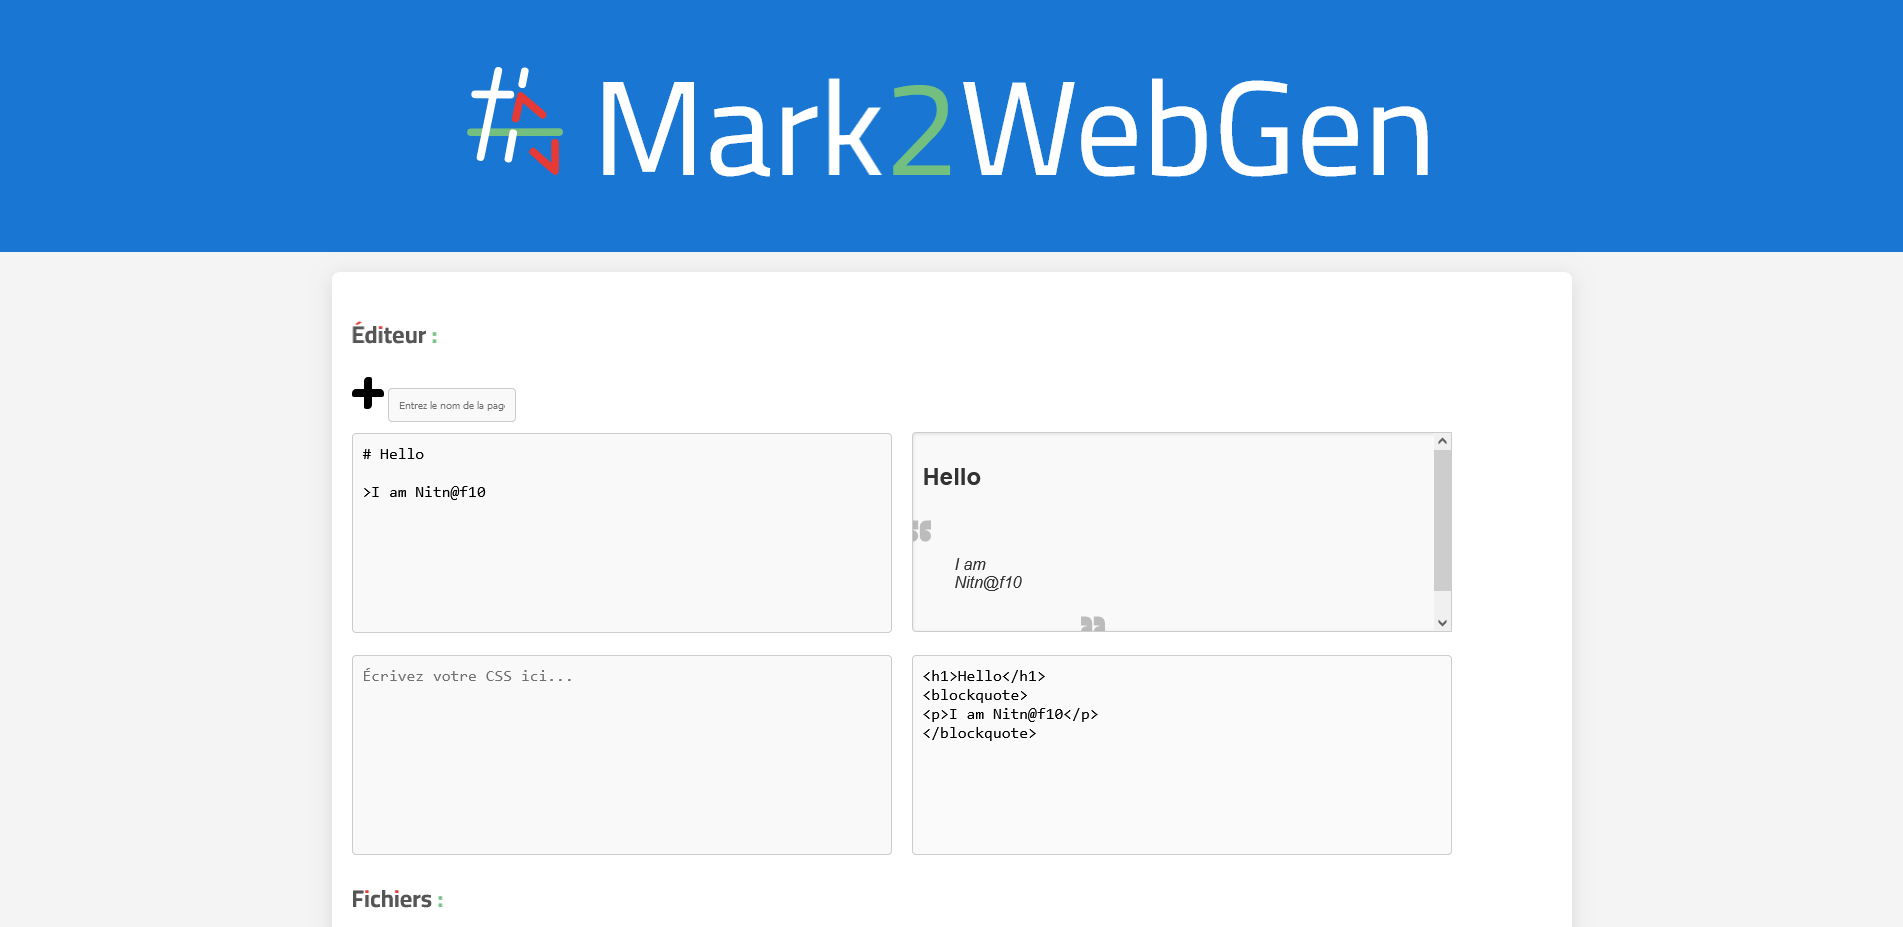 Mark2WebGen
Éditeur :
Entrez le nom de la pag
# Hello
>I am Nitn@f10
Hello
I am
Nitn@f10
Écrivez votre CSS ici...
<h1>Hello</h1>
<blockquote>
<p>I am Nitn@f10</p>
</blockquote>
Fichiers :